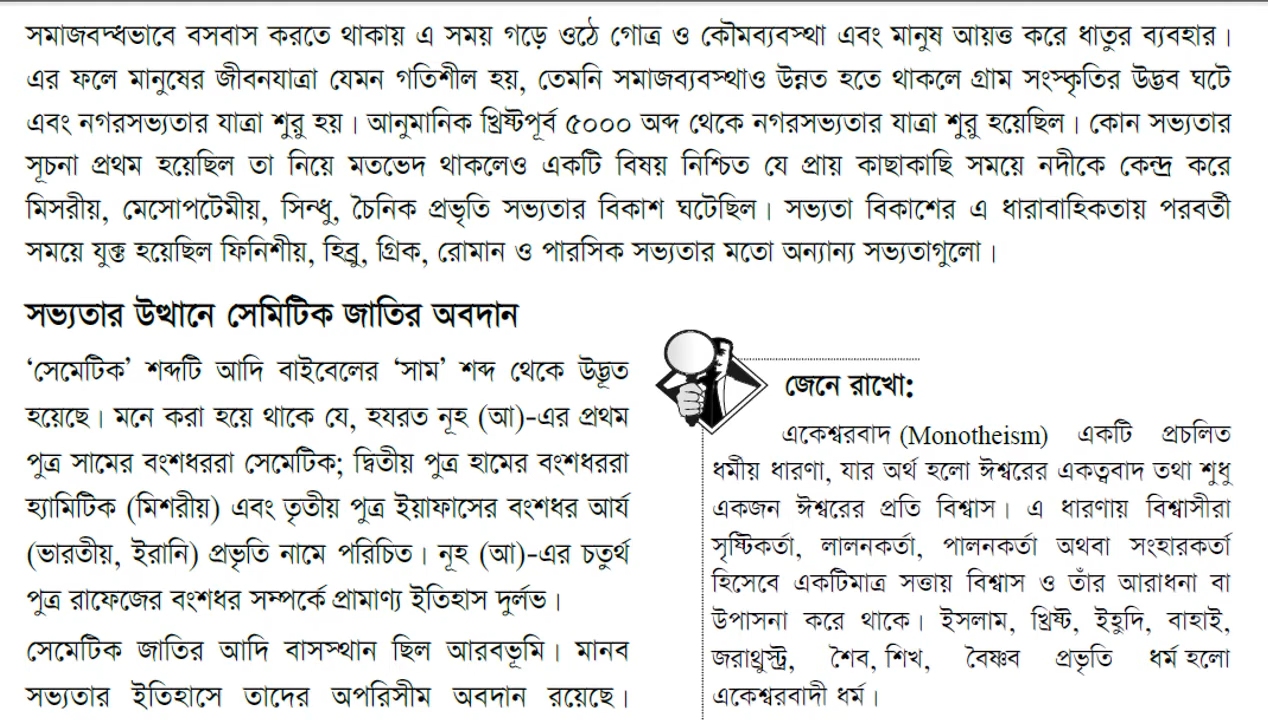 সমাজবদ্ধভাবে বসবাস করতে থাকায় এ সময় গড়ে ওঠে গোত্র ও কৌমব্যবস্থা এবং মানুষ আয়ত্ত করে ধাতুর ব্যবহার।
এর ফলে মানুষের জীবনযাত্রা যেমন গতিশীল হয়, তেমনি সমাজব্যবস্থাও উন্নত হতে থাকলে গ্রাম সংস্কৃতির উদ্ভব ঘটে
এবং নগরসভ্যতার যাত্রা শুরু হয়। আনুমানিক খ্রিষ্টপূর্ব ৫০০০ অব্দ থেকে নগরসভ্যতার যাত্রা শুরু হয়েছিল। কোন সভ্যতার
সূচনা প্রথম হয়েছিল তা নিয়ে মতভেদ থাকলেও একটি বিষয় নিশ্চিত যে প্রায় কাছাকাছি সময়ে নদীকে কেন্দ্র করে
মিসরীয়, মেসোপটেমীয়, সিন্ধু, চৈনিক প্রভৃতি সভ্যতার বিকাশ ঘটেছিল। সভ্যতা বিকাশের এ ধারাবাহিকতায় পরবর্তী
সময়ে যুক্ত হয়েছিল ফিনিশীয়, হিব্রু, গ্রিক, রোমান ও পারসিক সভ্যতার মতো অন্যান্য সভ্যতাগুলো।
সভ্যতার উত্থানে সেমিটিক জাতির অবদান
‘সেমেটিক’ শব্দটি আদি বাইবেলের ‘সাম’ শব্দ থেকে উদ্ভূত
হয়েছে। মনে করা হয়ে থাকে যে, হযরত নূহ (আ)-এর প্রথম
পুত্র সামের বংশধররা সেমেটিক; দ্বিতীয় পুত্র হামের বংশধররা
হ্যামিটিক (মিশরীয়) এবং তৃতীয় পুত্র ইয়াফাসের বংশধর আর্য
(ভারতীয়, ইরানি) প্রভৃতি নামে পরিচিত। নূহ (আ)-এর চতুর্থ
পুত্র রাফেজের বংশধর সম্পর্কে প্রামাণ্য ইতিহাস দুর্লভ।
সেমেটিক জাতির আদি বাসস্থান ছিল আরবভূমি। মানব
সভ্যতার ইতিহাসে তাদের অপরিসীম অবদান রয়েছে।
জেনে রাখো:
একেশ্বরবাদ (Monotheism) একটি প্রচলিত
ধর্মীয় ধারণা, যার অর্থ হলো ঈশ্বরের একত্ববাদ তথা শুধু
একজন ঈশ্বরের প্রতি বিশ্বাস। এ ধারণায় বিশ্বাসীরা
সৃষ্টিকর্তা, লালনকর্তা, পালনকর্তা অথবা সংহারকর্তা
হিসেবে একটিমাত্র সত্তায় বিশ্বাস ও তাঁর আরাধনা বা
উপাসনা করে থাকে। ইসলাম, খ্রিষ্ট, ইহুদি, বাহাই,
জরাথ্রুস্ট্র, শৈব, শিখ, বৈষ্ণব প্রভৃতি ধর্ম হলো
একেশ্বরবাদী ধর্ম।